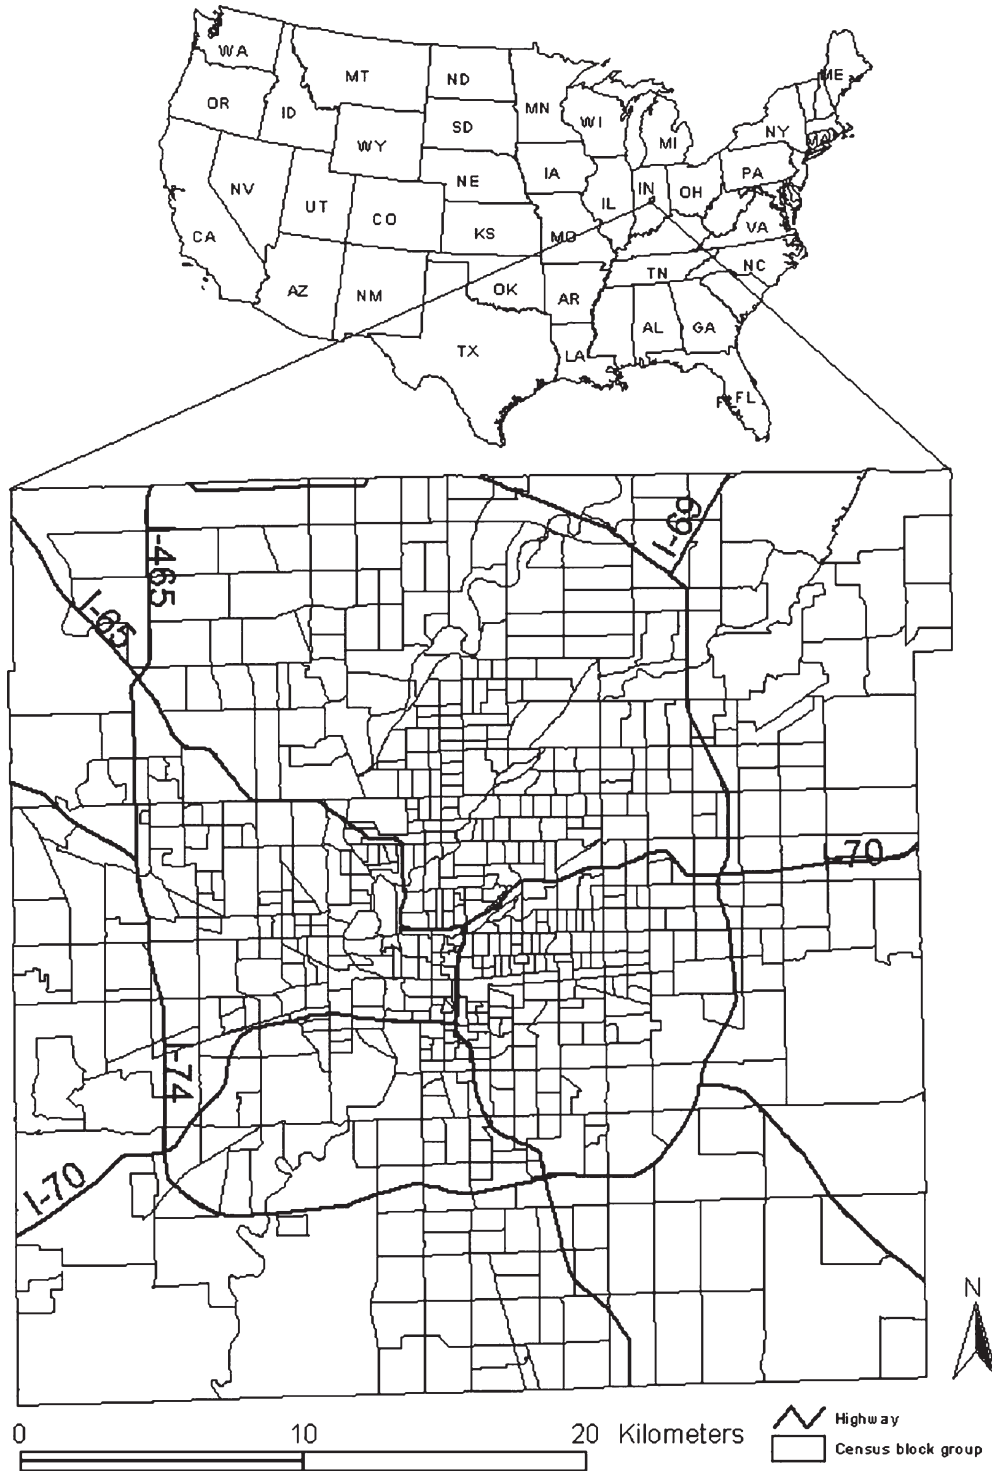 WA
MT
ND
ME
OR
ID
MN
SD
WI
NY
MA
WY
MI
IA
PA
NE
NV
IN
OH
IL
UT
CO
VA
CA
KS
MO
NC
TN
AZ
NM
OK
AR
AL
GA
TX
LA
FL
I-69
I-465
I-65
I-70
I-74
I-70
N
0 10 20 Kilometers
Highway
Census block group